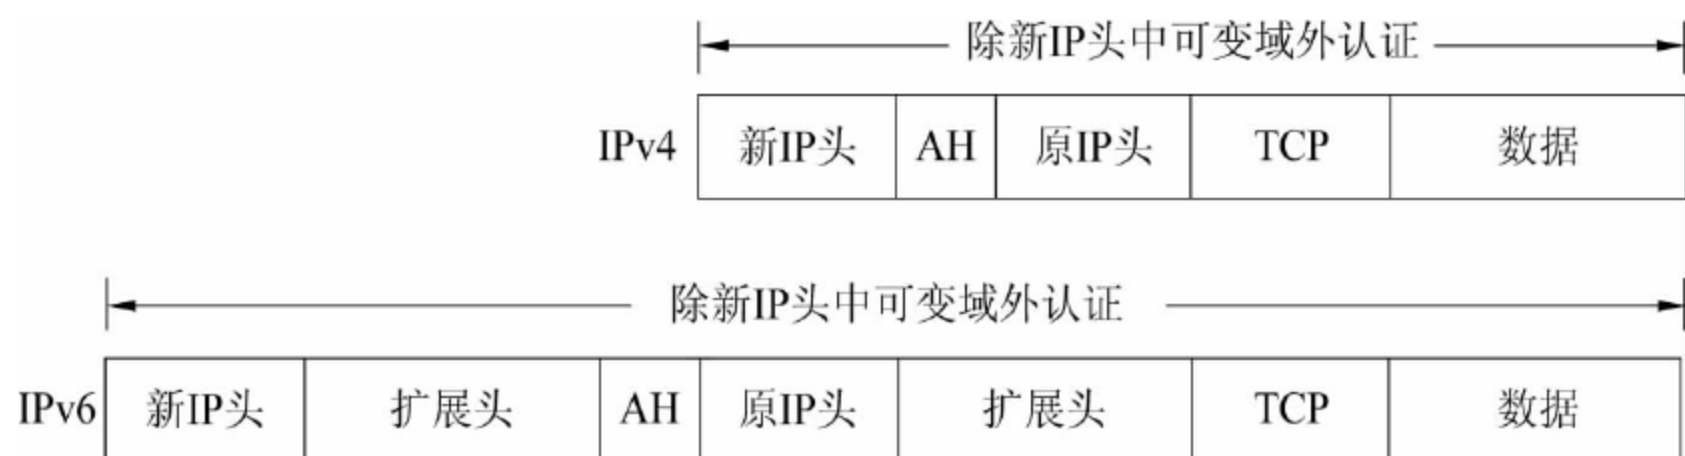 除新IP头中可变域外认证
IPv4 新IP头 AH 原IP头 TCP 数据
除新IP头中可变域外认证
IPv6 新IP头 扩展头 AH 原IP头 扩展头 TCP 数据